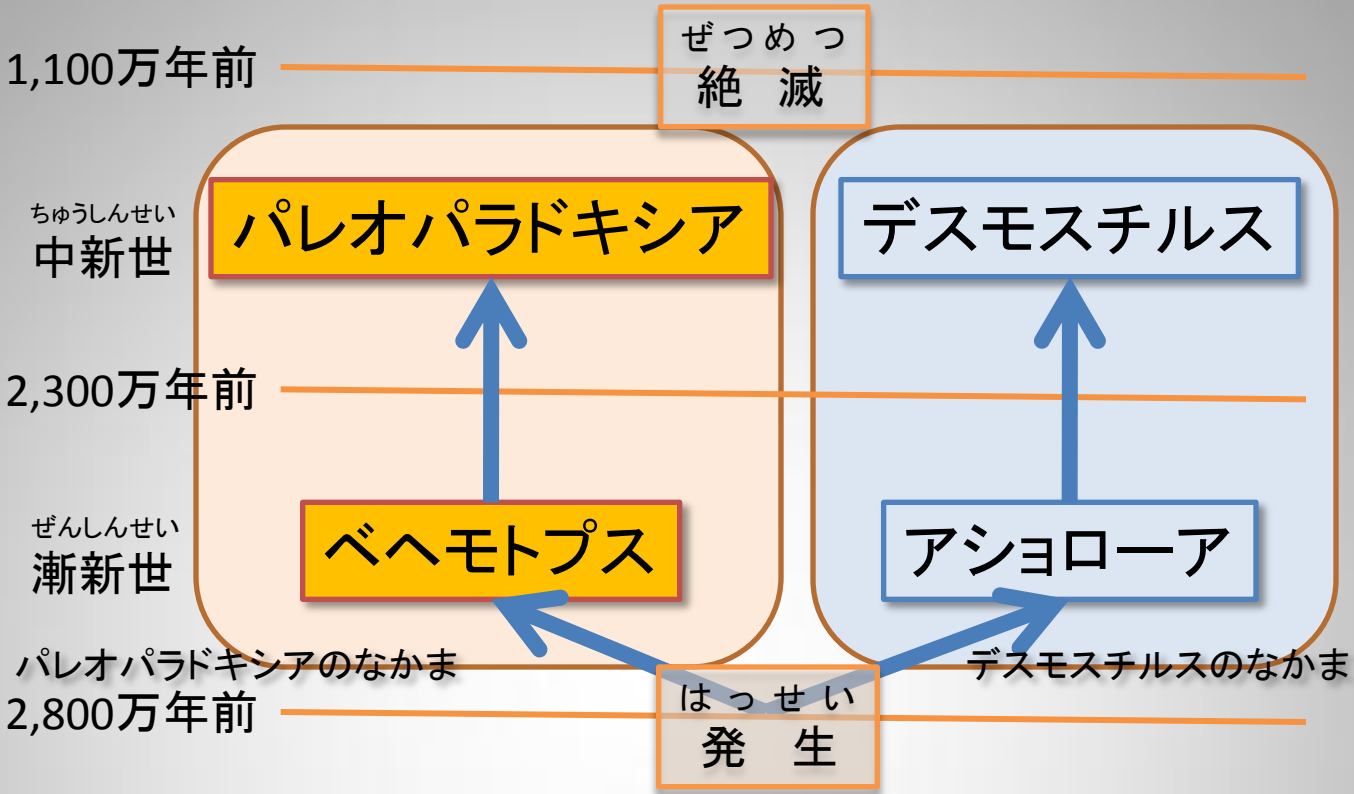 ぜつめつ
絶 滅
1,100万年前
パレオパラドキシア
デスモスチルス
ちゅうしんせい
中新世
2,300万年前
ベヘモトプス
アショローア
ぜんしんせい
漸新世
パレオパラドキシアのなかま
デスモスチルスのなかま
2,800万年前
はっせい
発 生